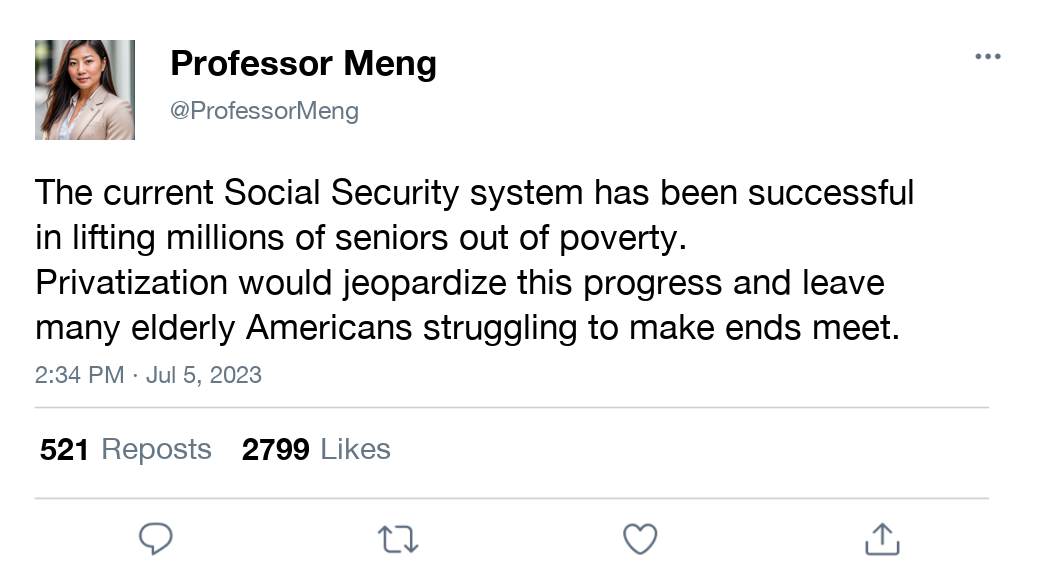 Professor Meng
@ProfessorMeng
The current Social Security system has been successful
in lifting millions of seniors out of poverty.
Privatization would jeopardize this progress and leave
many elderly Americans struggling to make ends meet.
2:34 PM · Jul 5, 2023
521 Reposts 2799 Likes